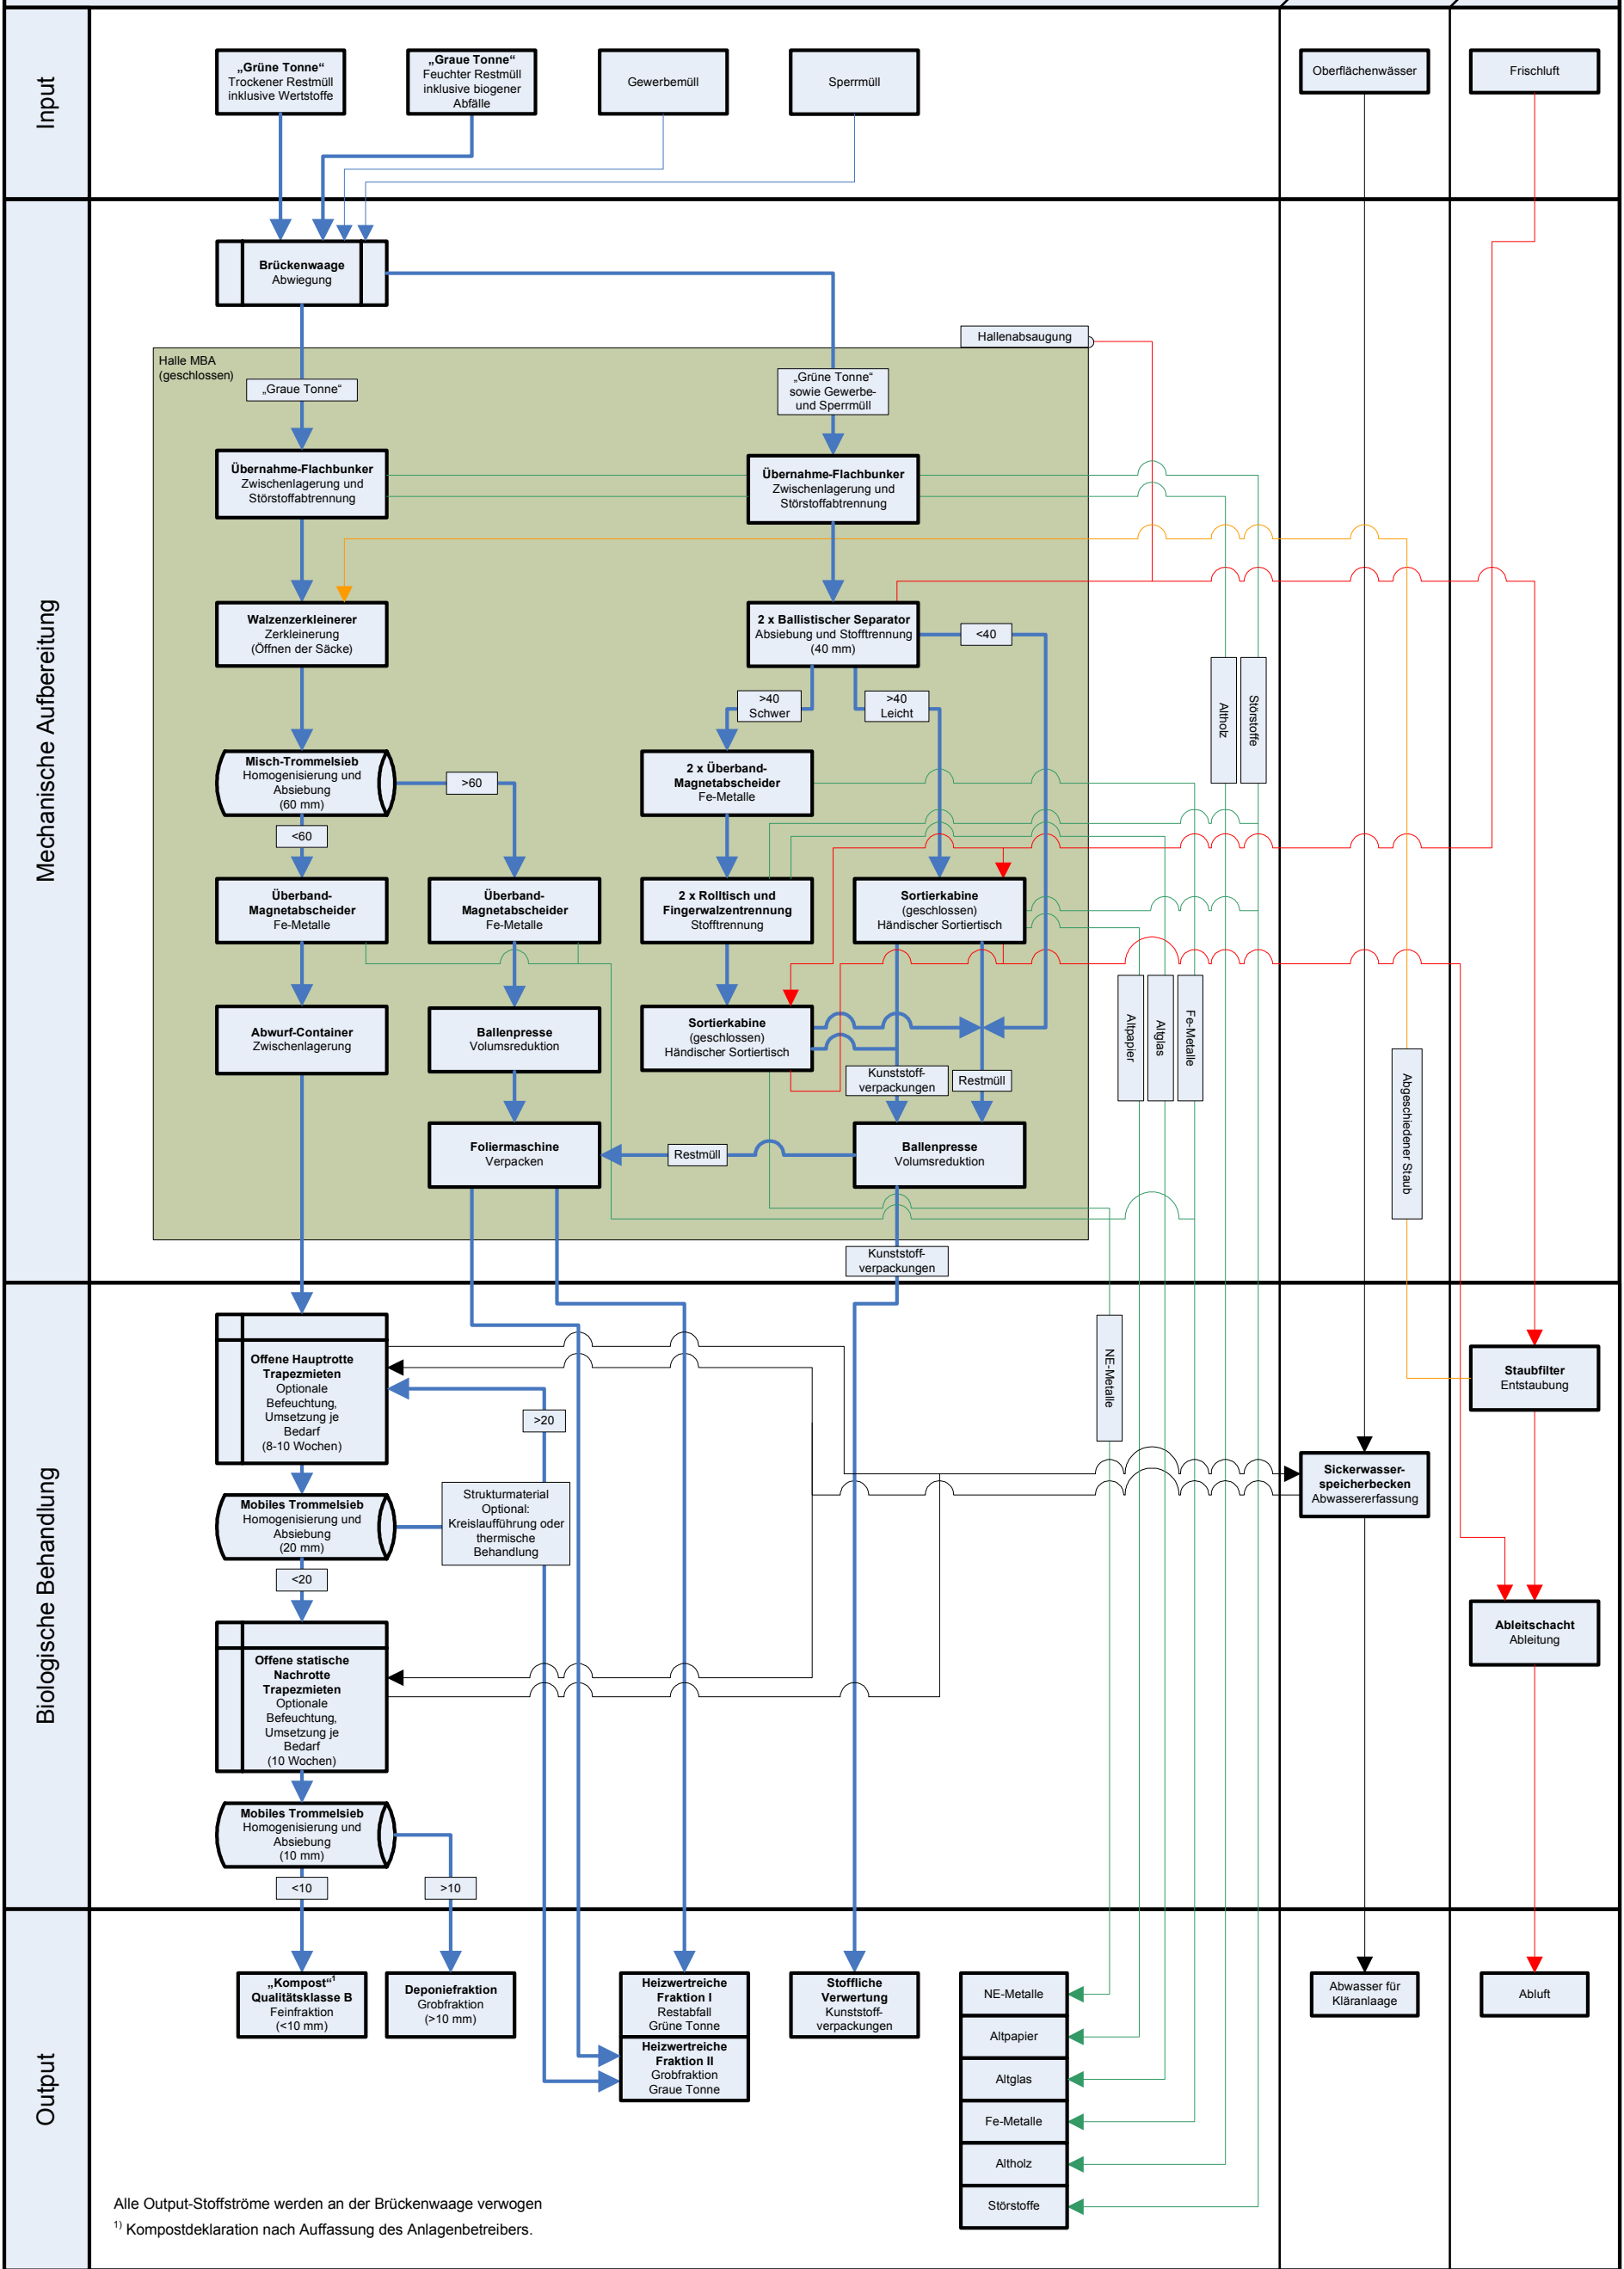 Input
„Grüne Tonne“
Trockener Restmüll
inklusive Wertstoffe
„Graue Tonne“
Feuchter Restmüll
inklusive biogener
Abfälle
Gewerbemüll
Sperrmüll
Oberflächenwässer
Frischluft
Mechanische Aufbereitung
Brückenwaage
Abwiegung
Hallenabsaugung
Halle MBA
(geschlossen)
„Graue Tonne“
„Grüne Tonne“
sowie Gewerbe-
und Sperrmüll
Übernahme-Flachbunker
Zwischenlagerung und
Störstoffabtrennung
Übernahme-Flachbunker
Zwischenlagerung und
Störstoffabtrennung
Walzenzerkleinerer
Zerkleinerung
(Öffnen der Säcke)
2 x Ballistischer Separator
Absiebung und Stofftrennung
(40 mm)
<40
>40
Schwer
>40
Leicht
Altholz
Störstoffe
Misch-Trommelsieb
Homogenisierung und
Absiebung
(60 mm)
>60
<60
2 x Überband-
Magnetabscheider
Fe-Metalle
Überband-
Magnetabscheider
Fe-Metalle
Überband-
Magnetabscheider
Fe-Metalle
2 x Rolltisch und
Fingerwalzentrennung
Stofftrennung
Sortierkabine
(geschlossen)
Händischer Sortiertisch
Abwurf-Container
Zwischenlagerung
Ballenpresse
Volumsreduktion
Sortierkabine
(geschlossen)
Händischer Sortiertisch
Altpapier
Altglas
Fe-Metalle
Abgeschiedener Staub
Kunststoff-
verpackungen
Restmüll
Foliermaschine
Verpacken
Restmüll
Ballenpresse
Volumsreduktion
Kunststoff-
verpackungen
Biologische Behandlung
Offene Hauptrotte
Trapezmieten
Optionale
Befeuchtung,
Umsetzung je
Bedarf
(8-10 Wochen)
>20
NE-Metalle
Staubfilter
Entstaubung
Sickerwasser-
speicherbecken
Abwassererfassung
Mobiles Trommelsieb
Homogenisierung und
Absiebung
(20 mm)
Strukturmaterial
Optional:
Kreislaufführung oder
thermische
Behandlung
<20
Ableitschacht
Ableitung
Offene statische
Nachrotte
Trapezmieten
Optionale
Befeuchtung,
Umsetzung je
Bedarf
(10 Wochen)
Mobiles Trommelsieb
Homogenisierung und
Absiebung
(10 mm)
<10
>10
Output
„Kompost“1
Qualitätsklasse B
Feinfraktion
(<10 mm)
Deponiefraktion
Grobfraktion
(>10 mm)
Heizwertreiche
Fraktion I
Restabfall
Grüne Tonne
Heizwertreiche
Fraktion II
Grobfraktion
Graue Tonne
Stoffliche
Verwertung
Kunststoff-
verpackungen
NE-Metalle
Altpapier
Altglas
Fe-Metalle
Altholz
Störstoffe
Abwasser für
Kläranlaage
Abluft
Alle Output-Stoffströme werden an der Brückenwaage verwogen
1) Kompostdeklaration nach Auffassung des Anlagenbetreibers.